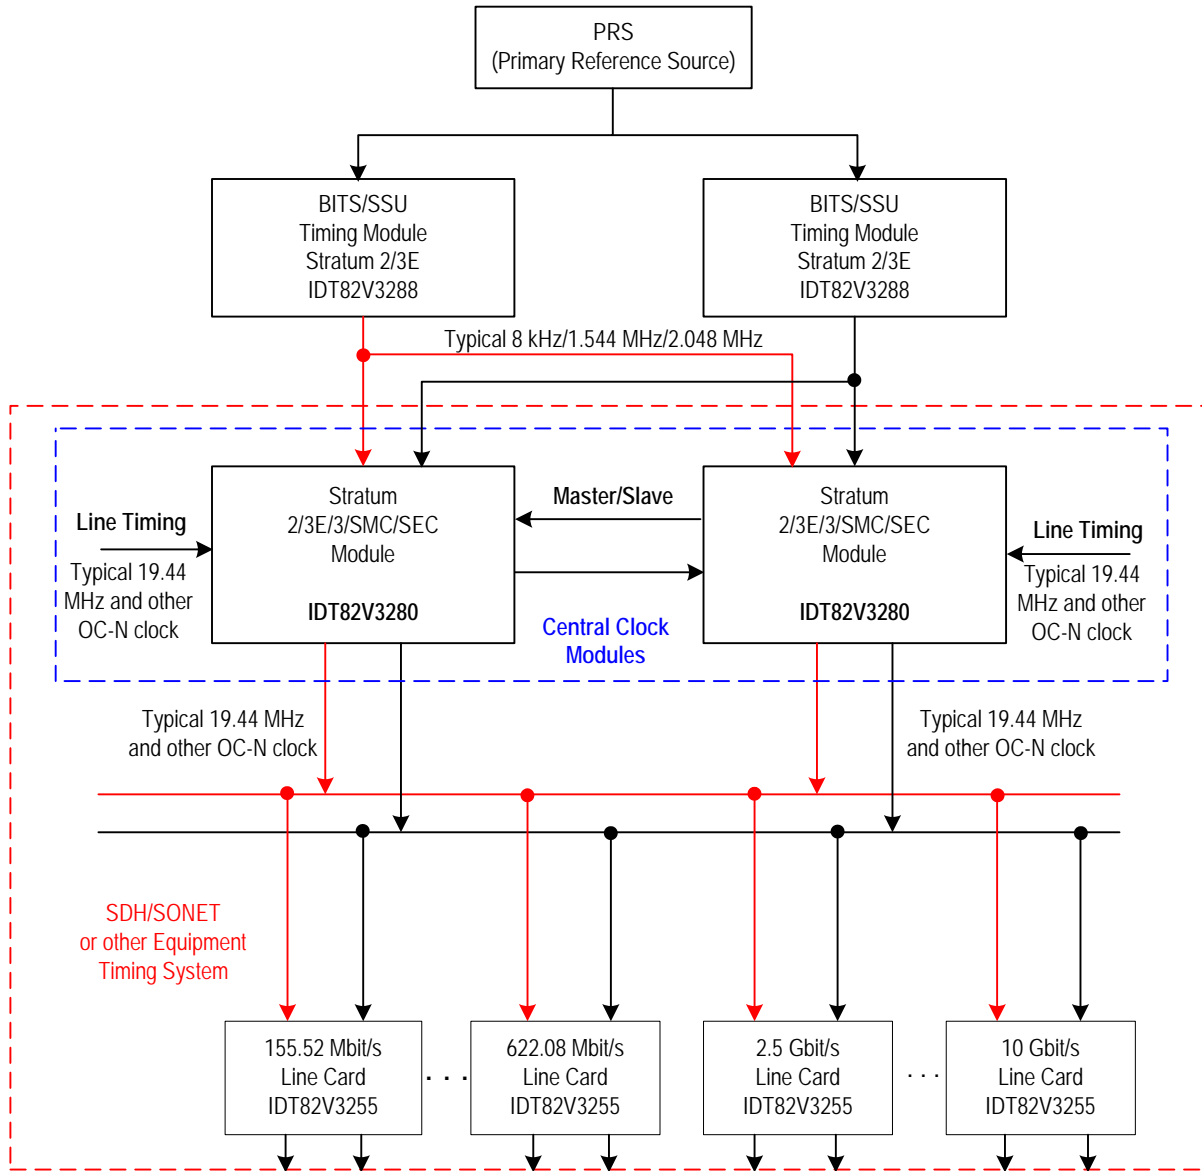 PRS
(Primary Reference Source)
BITS/SSU
Timing Module
Stratum 2/3E
IDT82V3288
BITS/SSU
Timing Module
Stratum 2/3E
IDT82V3288
Typical 8 kHz/1.544 MHz/2.048 MHz
Line Timing
Typical 19.44
MHz and other
OC-N clock
Stratum
2/3E/3/SMC/SEC
Module
IDT82V3280
Master/Slave
Central Clock
Modules
Stratum
2/3E/3/SMC/SEC
Module
IDT82V3280
Line Timing
Typical 19.44
MHz and other
OC-N clock
Typical 19.44 MHz
and other OC-N clock
Typical 19.44 MHz
and other OC-N clock
SDH/SONET
or other Equipment
Timing System
155.52 Mbit/s
Line Card
IDT82V3255
. . .
622.08 Mbit/s
Line Card
IDT82V3255
2.5 Gbit/s
Line Card
IDT82V3255
. . .
10 Gbit/s
Line Card
IDT82V3255